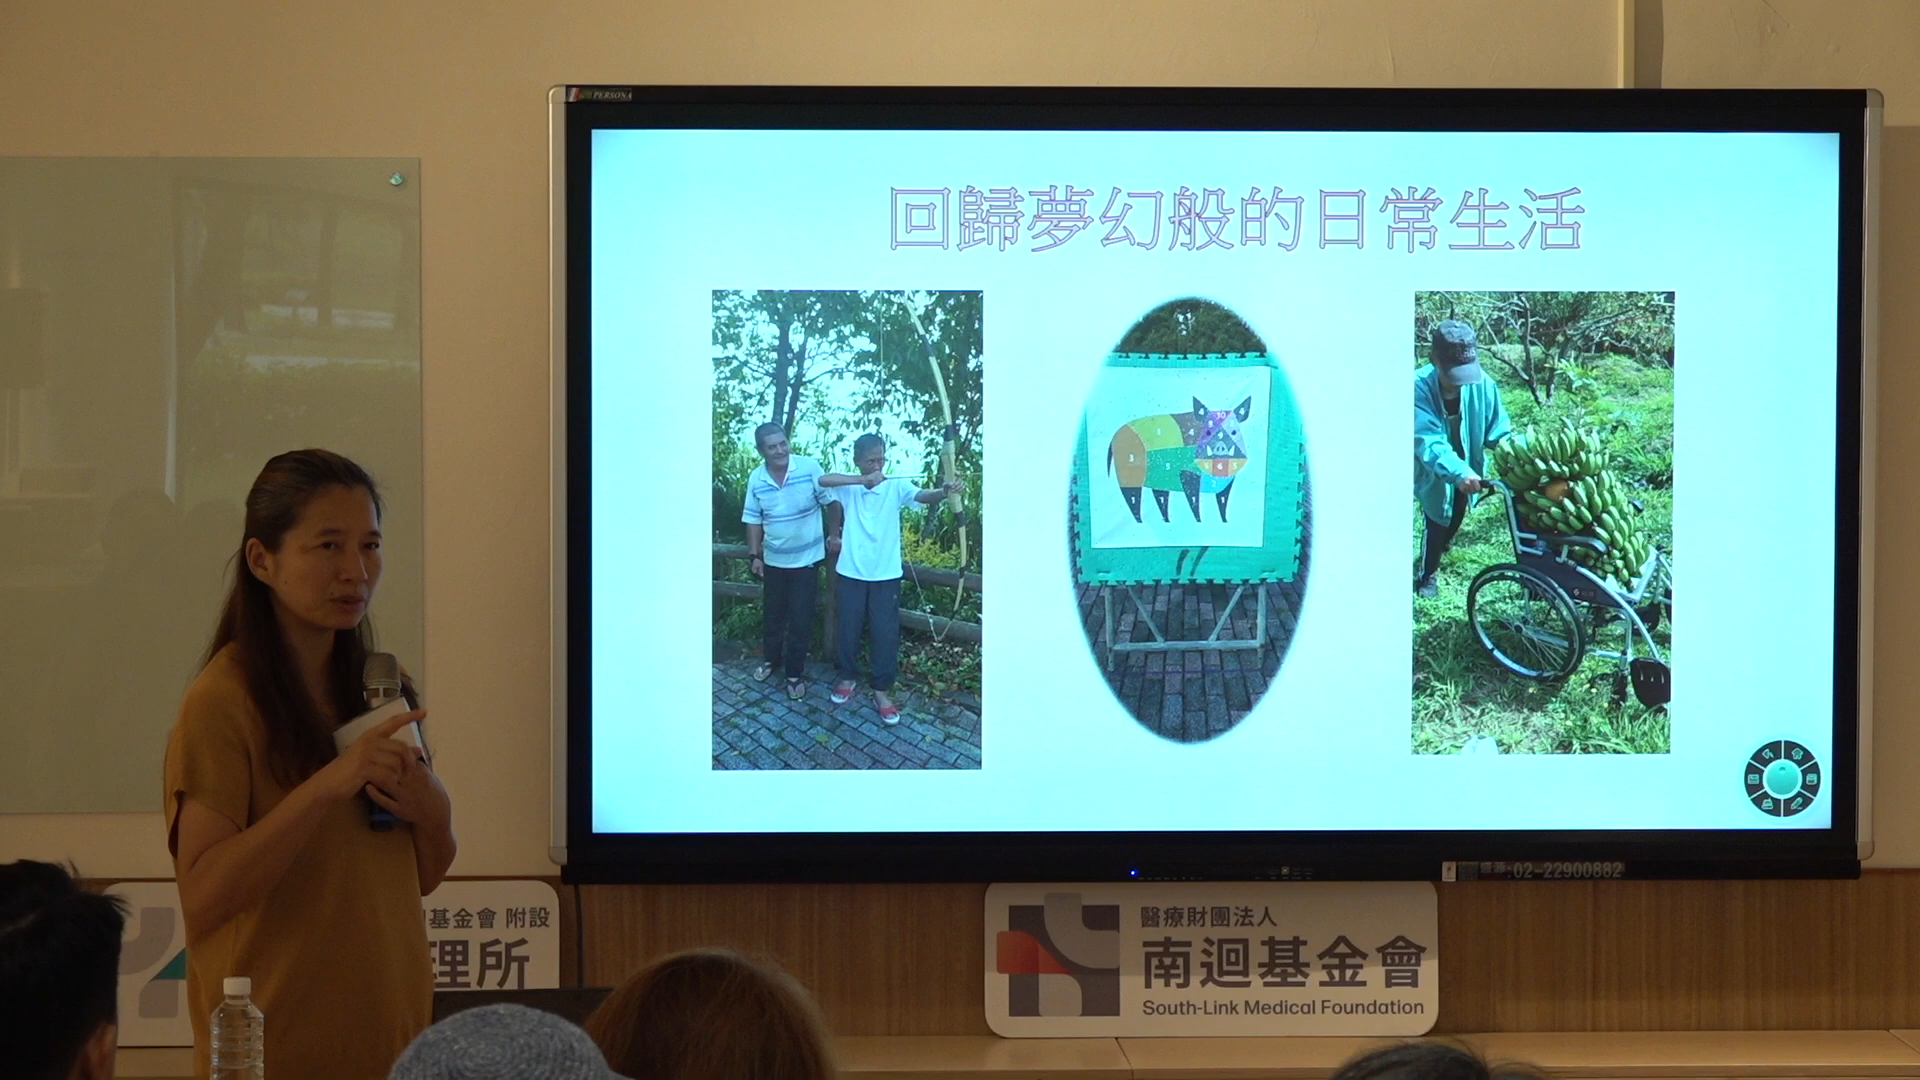 PERSONA
回歸夢幻般的日常生活
:02-22900882
基金會 附設
理所
醫療財團法人
南迴基金會
South-Link Medical Foundation